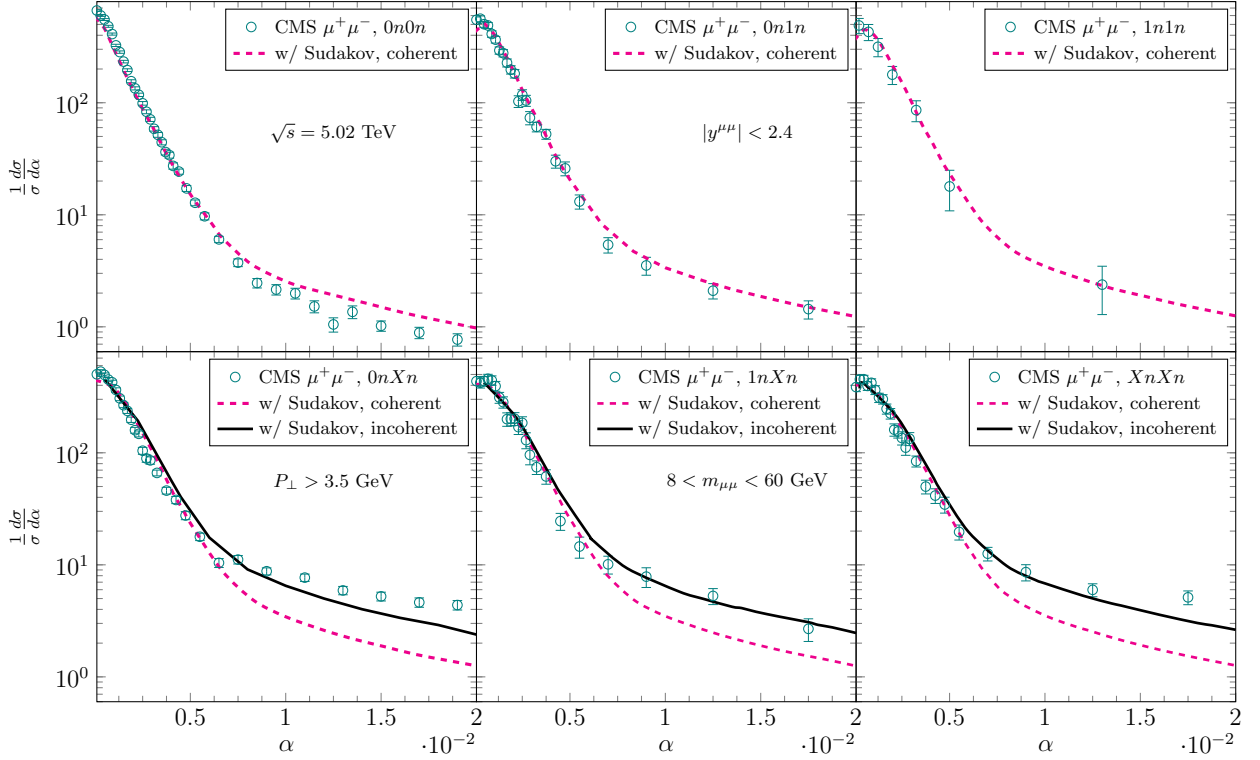 CMS μ⁺μ⁻, 0n0n
w/ Sudakov, coherent
√s = 5.02 TeV
CMS μ⁺μ⁻, 0n1n
w/ Sudakov, coherent
|y^{μμ}| < 2.4
CMS μ⁺μ⁻, 1n1n
w/ Sudakov, coherent
10²
10¹
10⁰
1/σ dσ/dα
CMS μ⁺μ⁻, 0nXn
w/ Sudakov, coherent
w/ Sudakov, incoherent
P_⊥ > 3.5 GeV
CMS μ⁺μ⁻, 1nXn
w/ Sudakov, coherent
w/ Sudakov, incoherent
8 < m_{μμ} < 60 GeV
CMS μ⁺μ⁻, XnXn
w/ Sudakov, coherent
w/ Sudakov, incoherent
10²
10¹
10⁰
1/σ dσ/dα
0.5 1 1.5 2 0.5 1 1.5 2 2 0.5 1 1.5 2
α ·10⁻² α ·10⁻² α ·10⁻²